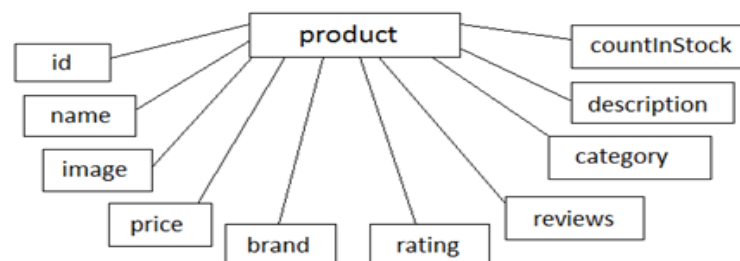 product
id
name
image
price
brand
rating
reviews
category
description
countInStock